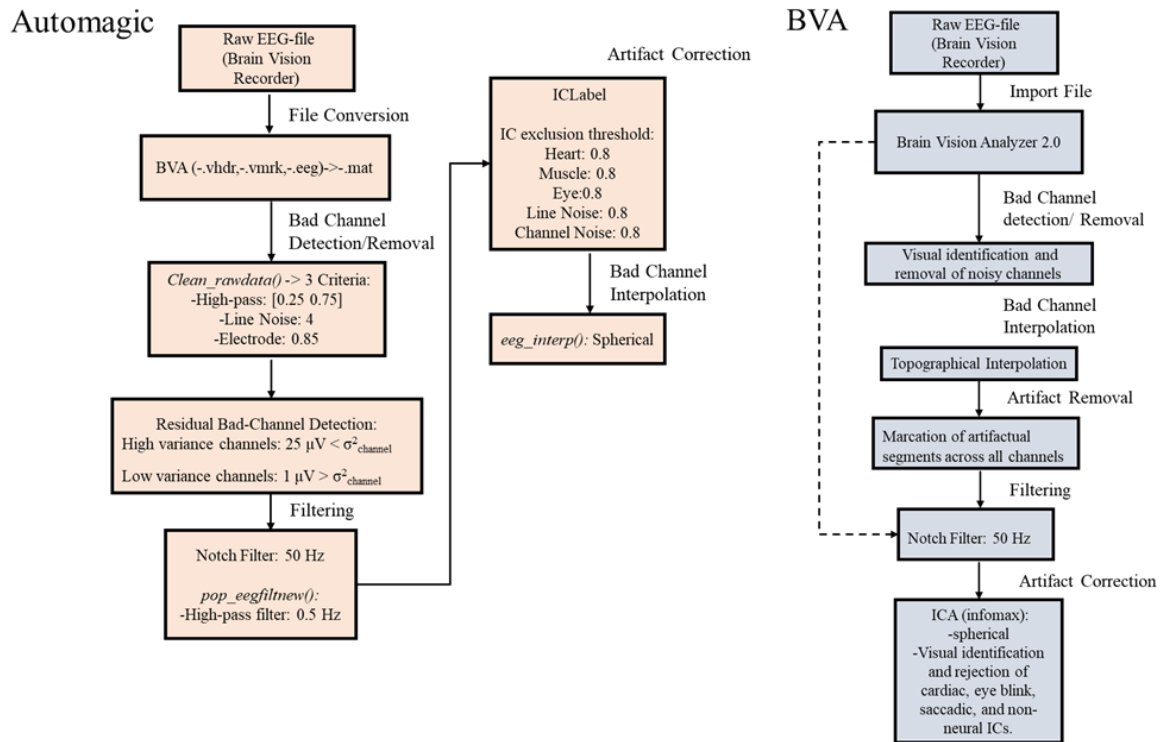 Automagic
Raw EEG-file
(Brain Vision
Recorder)
File Conversion
BVA (-.vhdr,-.vmrk,-.eeg)->-.mat
Bad Channel
Detection/Removal
Clean_rawdata() -> 3 Criteria:
-High-pass: [0.25 0.75]
-Line Noise: 4
-Electrode: 0.85
Residual Bad-Channel Detection:
High variance channels: 25 μV < σ²channel
Low variance channels: 1 μV > σ²channel
Filtering
Notch Filter: 50 Hz
pop_eegfiltnew():
-High-pass filter: 0.5 Hz
Artifact Correction
ICLabel
IC exclusion threshold:
Heart: 0.8
Muscle: 0.8
Eye:0.8
Line Noise: 0.8
Channel Noise: 0.8
Bad Channel
Interpolation
eeg_interp(): Spherical
BVA
Raw EEG-file
(Brain Vision
Recorder)
Import File
Brain Vision Analyzer 2.0
Bad Channel
detection/ Removal
Visual identification and
removal of noisy channels
Bad Channel
Interpolation
Topographical Interpolation
Artifact Removal
Marcation of artifactual
segments across all channels
Filtering
Notch Filter: 50 Hz
Artifact Correction
ICA (infomax):
-spherical
-Visual identification
and rejection of
cardiac, eye blink,
saccadic, and non-
neural ICs.